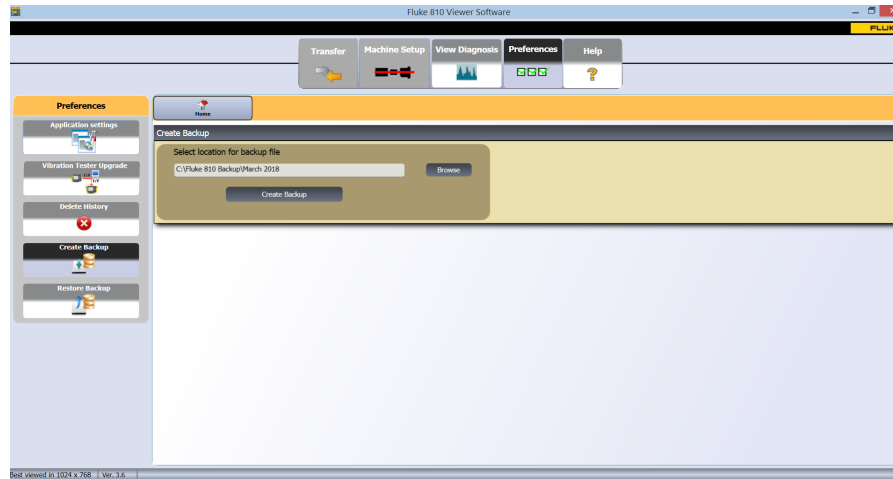 Fluke 810 Viewer Software
Transfer
Machine Setup
View Diagnosis
Preferences
Help
Preferences
Application settings
Vibration Tester Upgrade
Delete History
Create Backup
Restore Backup
Home
Create Backup
Select location for backup file
C:\Fluke 810 Backup\March 2018
Browse
Create Backup
Best viewed in 1024 x 768 Ver. 3.6